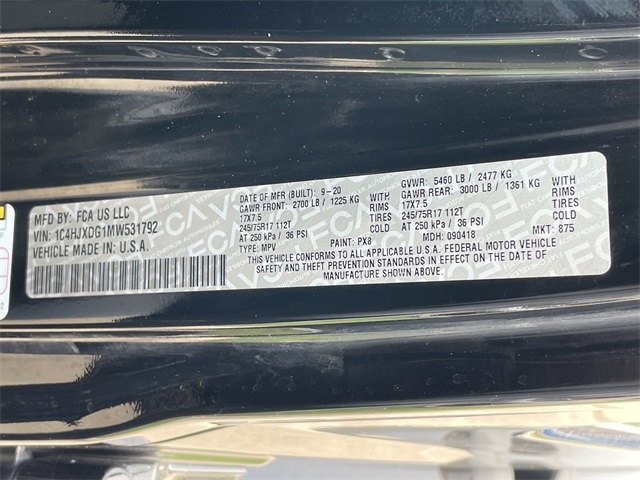 MFD BY: FCA US LLC
VIN: 1C4HJXDG1MW531792
VEHICLE MADE IN U.S.A.
DATE OF MFR (BUILT): 9-20
GAWR FRONT: 2700 LB / 1225 KG WITH
17X7.5 RIMS
245/75R17 112T TIRES
AT 250 kPa / 36 PSI COLD
TYPE: MPV PAINT: PX8
GVWR: 5460 LB / 2477 KG
GAWR REAR: 3000 LB / 1361 KG WITH
17X7.5 RIMS
245/75R17 112T TIRES
AT 250 kPa / 36 PSI COLD
MDH: 090418 MKT: 875
THIS VEHICLE CONFORMS TO ALL APPLICABLE U.S.A. FEDERAL MOTOR VEHICLE
SAFETY AND THEFT PREVENTION STANDARDS IN EFFECT ON THE DATE OF
MANUFACTURE SHOWN ABOVE.